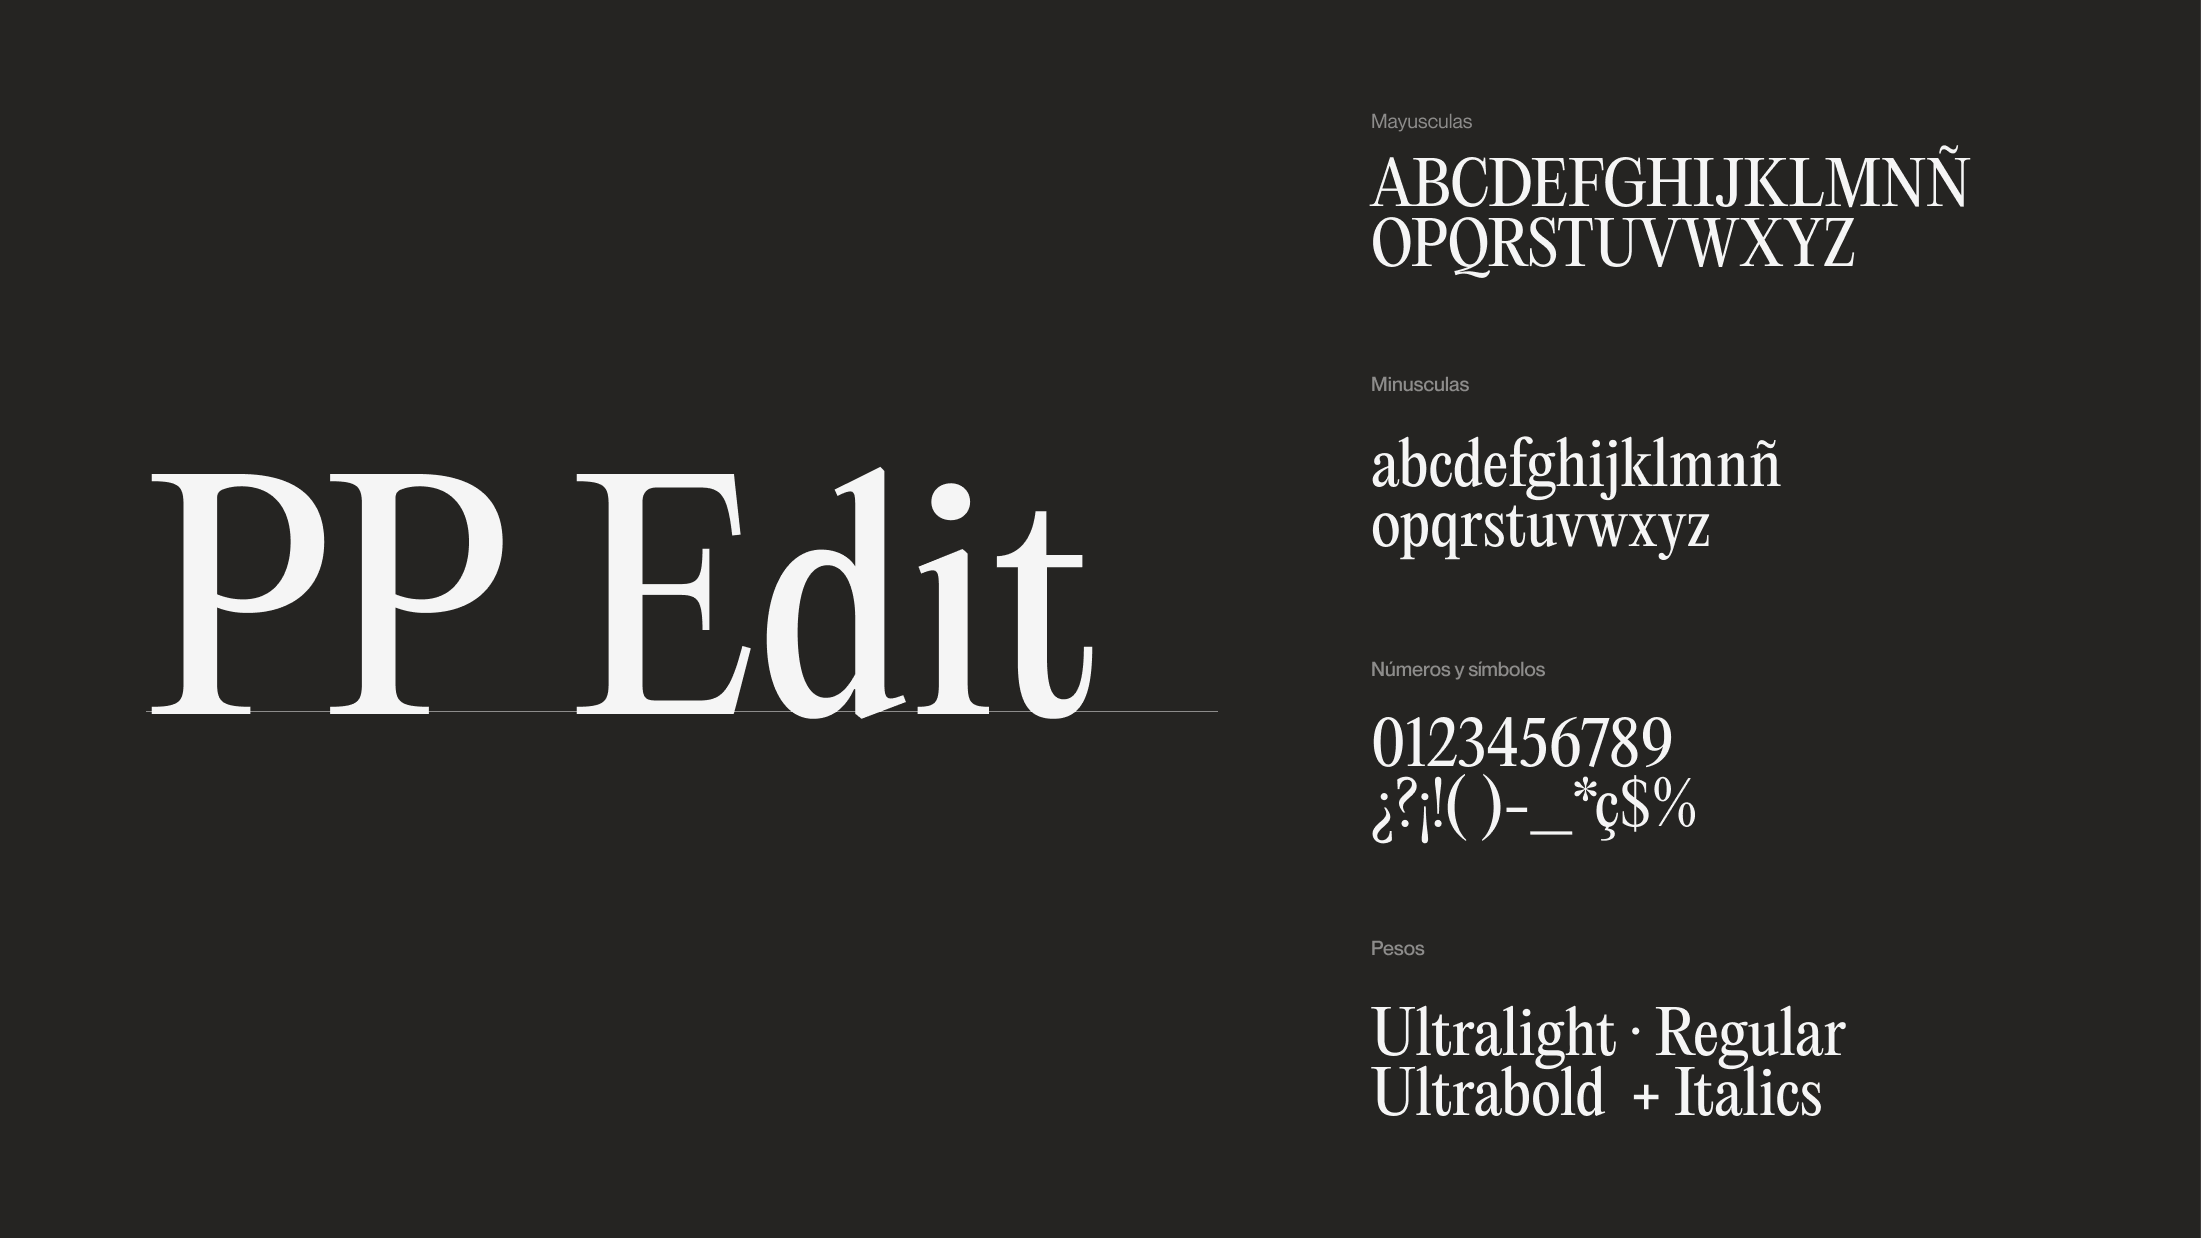 PP Edit
Mayusculas
ABCDEFGHIJKLMNÑ
OPQRSTUVWXYZ
Minusculas
abcdefghijklmnñ
opqrstuvwxyz
Números y símbolos
0123456789
¿?¡!( )-_*ç$%
Pesos
Ultralight · Regular
Ultrabold + Italics